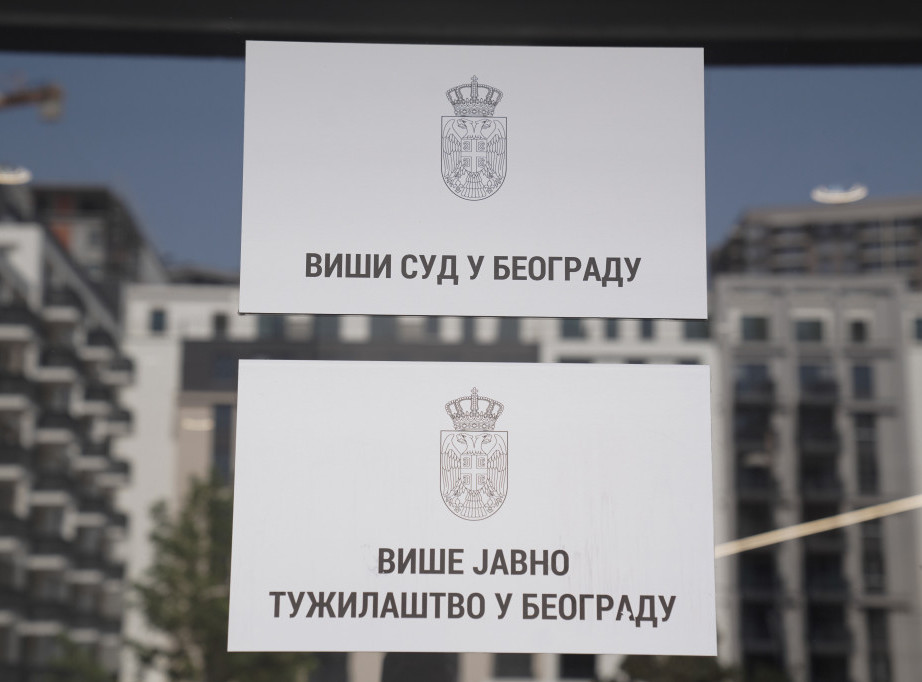 ВИШИ СУД У БЕОГРАДУ
ВИШЕ ЈАВНО
ТУЖИЛАШТВО У БЕОГРАДУ